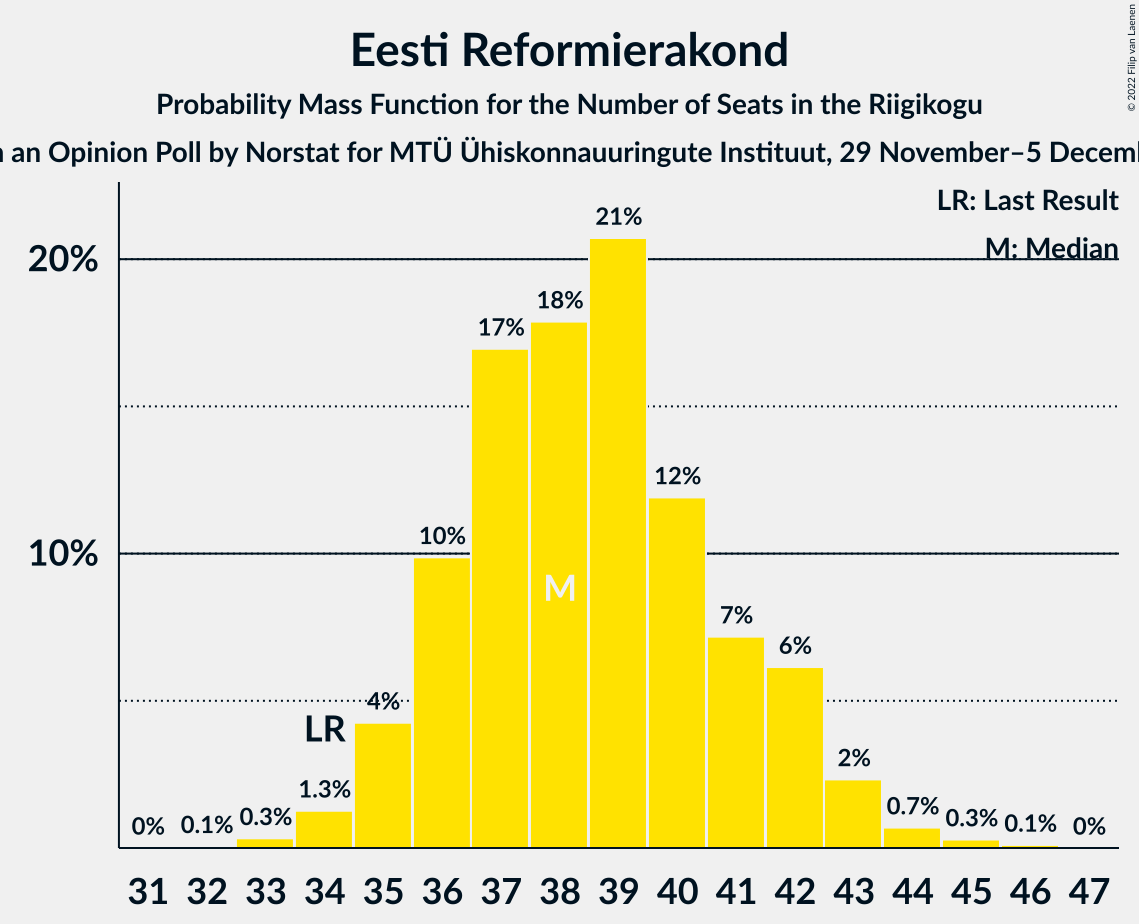 Eesti Reformierakond
Probability Mass Function for the Number of Seats in the Riigikogu
an Opinion Poll by Norstat for MTÜ Ühiskonnauuringute Instituut, 29 November–5
© 2022 Filip van Laenen
LR: Last Result
M: Median
20%
10%
0%
0.1%
0.3%
1.3%
4%
10%
17%
18%
21%
12%
7%
6%
2%
0.7%
0.3%
0.1%
0%
LR
M
31 32 33 34 35 36 37 38 39 40 41 42 43 44 45 46 47